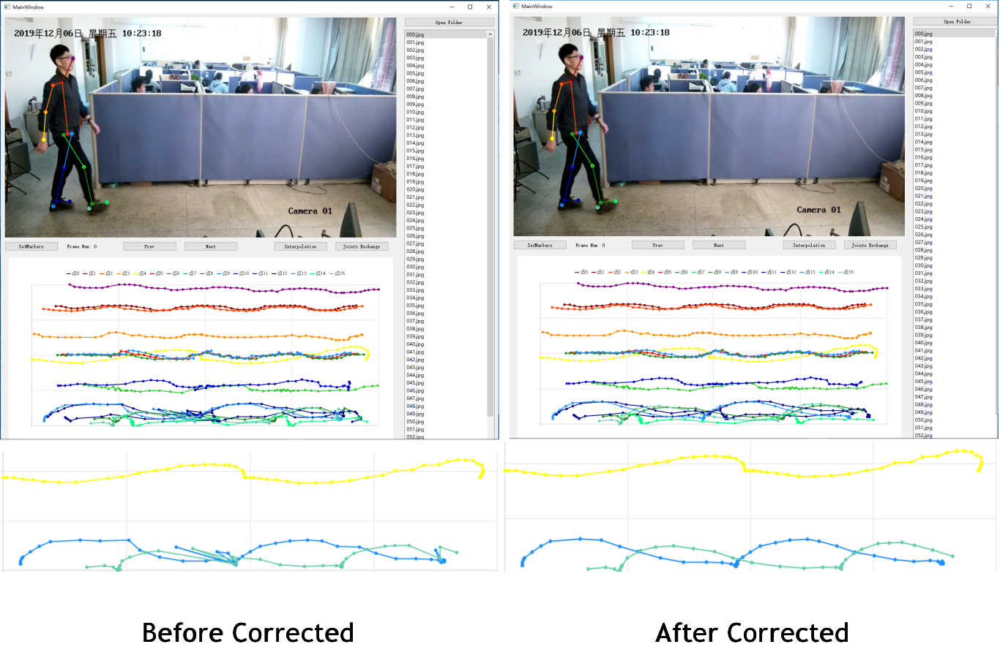 MainWindow
2019年12月06日 星期五 10:23:18
Camera 01
Open Folder
000.jpg
001.jpg
002.jpg
003.jpg
004.jpg
005.jpg
006.jpg
007.jpg
008.jpg
009.jpg
010.jpg
011.jpg
012.jpg
013.jpg
014.jpg
015.jpg
016.jpg
017.jpg
018.jpg
019.jpg
020.jpg
021.jpg
022.jpg
023.jpg
024.jpg
025.jpg
026.jpg
027.jpg
028.jpg
029.jpg
030.jpg
031.jpg
032.jpg
033.jpg
034.jpg
035.jpg
036.jpg
037.jpg
038.jpg
039.jpg
040.jpg
041.jpg
042.jpg
043.jpg
044.jpg
045.jpg
046.jpg
047.jpg
048.jpg
049.jpg
050.jpg
051.jpg
052.jpg
SetMarkers Frame Num: 0 Prev Next Interpolation Joints Exchange
点0 点1 点2 点3 点4 点5 点6 点7 点8 点9 点10 点11 点12 点13 点14 点15
MainWindow
2019年12月06日 星期五 10:23:18
Camera 01
Open Folder
000.jpg
001.jpg
002.jpg
003.jpg
004.jpg
005.jpg
006.jpg
007.jpg
008.jpg
009.jpg
010.jpg
011.jpg
012.jpg
013.jpg
014.jpg
015.jpg
016.jpg
017.jpg
018.jpg
019.jpg
020.jpg
021.jpg
022.jpg
023.jpg
024.jpg
025.jpg
026.jpg
027.jpg
028.jpg
029.jpg
030.jpg
031.jpg
032.jpg
033.jpg
034.jpg
035.jpg
036.jpg
037.jpg
038.jpg
039.jpg
040.jpg
041.jpg
042.jpg
043.jpg
044.jpg
045.jpg
046.jpg
047.jpg
048.jpg
049.jpg
050.jpg
051.jpg
052.jpg
SetMarkers Frame Num: 0 Prev Next Interpolation Joints Exchange
点0 点1 点2 点3 点4 点5 点6 点7 点8 点9 点10 点11 点12 点13 点14 点15
Before Corrected
After Corrected